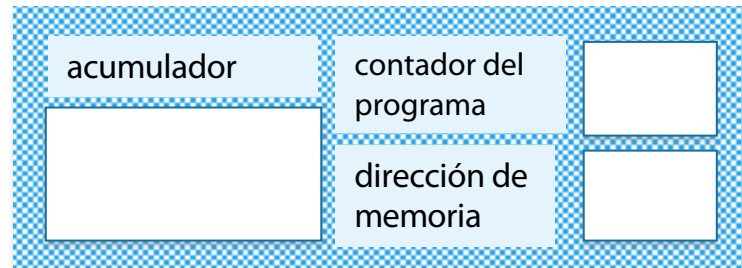 acumulador
contador del
programa
dirección de
memoria